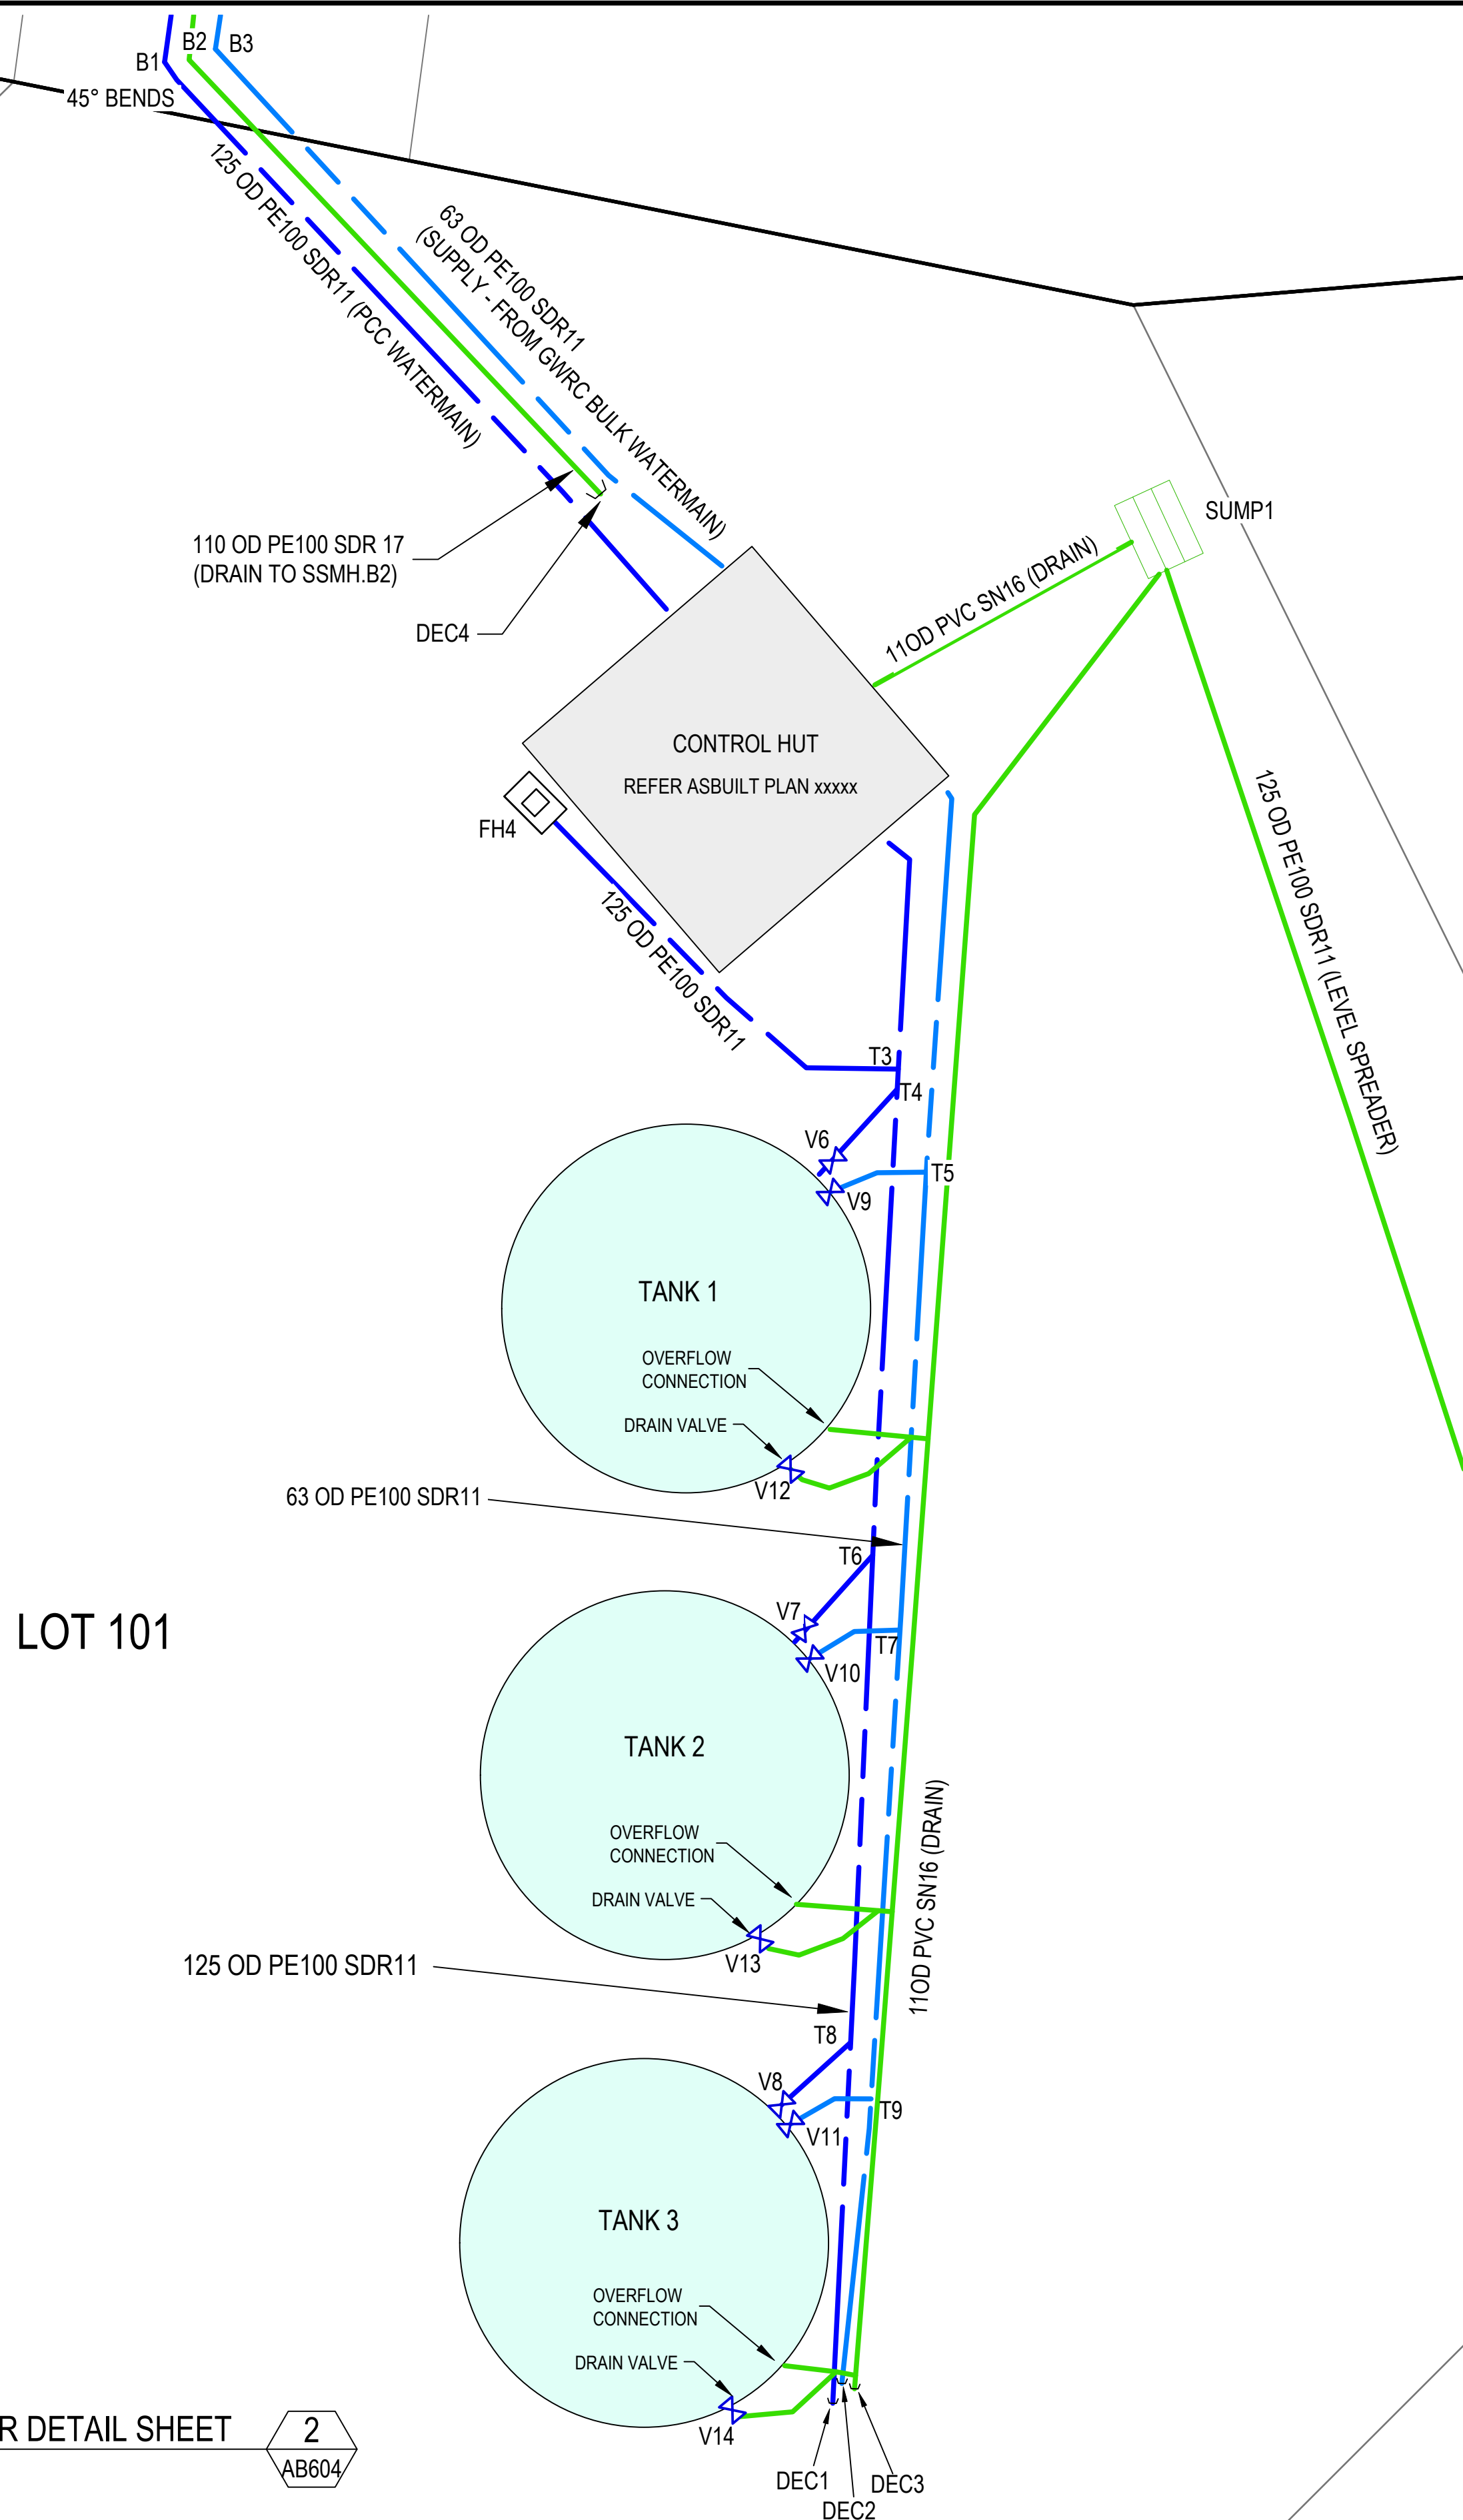 B2
B3
B1
45° BENDS
125 OD PE100 SDR11 (PCC WATERMAIN)
63 OD PE100 SDR11
(SUPPLY - FROM GWRC BULK WATERMAIN)
SUMP1
110 OD PE100 SDR 17
(DRAIN TO SSMH.B2)
11OD PVC SN16 (DRAIN)
DEC4
CONTROL HUT
REFER ASBUILT PLAN xxxxx
FH4
125 OD PE100 SDR11
125 OD PE100 SDR11 (LEVEL SPREADER)
T3
T4
V6
T5
V9
TANK 1
OVERFLOW
CONNECTION
DRAIN VALVE
V12
63 OD PE100 SDR11
T6
V7
LOT 101
T7
V10
TANK 2
OVERFLOW
CONNECTION
DRAIN VALVE
11OD PVC SN16 (DRAIN)
V13
125 OD PE100 SDR11
T8
V8
T9
V11
TANK 3
OVERFLOW
CONNECTION
DRAIN VALVE
R DETAIL SHEET
2
AB604
V14
DEC1
DEC3
DEC2